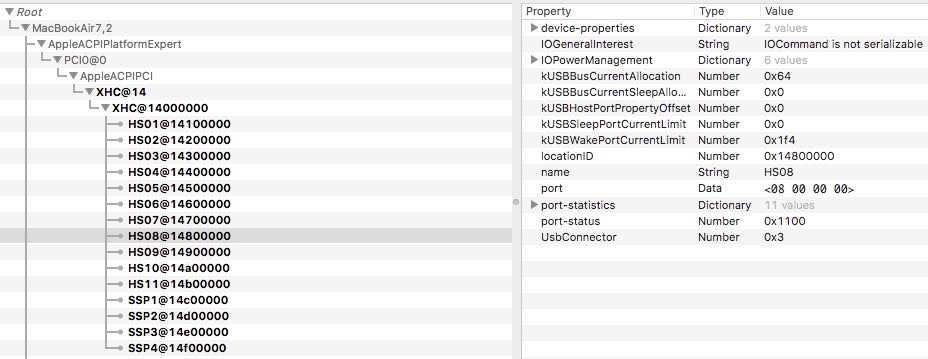 Root
MacBookAir7,2
AppleACPIPlatformExpert
PCI0@0
AppleACPIPCI
XHC@14
XHC@14000000
HS01@14100000
HS02@14200000
HS03@14300000
HS04@14400000
HS05@14500000
HS06@14600000
HS07@14700000
HS08@14800000
HS09@14900000
HS10@14a00000
HS11@14b00000
SSP1@14c00000
SSP2@14d00000
SSP3@14e00000
SSP4@14f00000
Property Type Value
device-properties Dictionary 2 values
IOGeneralInterest String IOCommand is not serializable
IOPowerManagement Dictionary 6 values
kUSBBusCurrentAllocation Number 0x64
kUSBBusCurrentSleepAllo... Number 0x0
kUSBHostPortPropertyOffset Number 0x0
kUSBSleepPortCurrentLimit Number 0x0
kUSBWakePortCurrentLimit Number 0x1f4
locationID Number 0x14800000
name String HS08
port Data <08 00 00 00>
port-statistics Dictionary 11 values
port-status Number 0x1100
UsbConnector Number 0x3